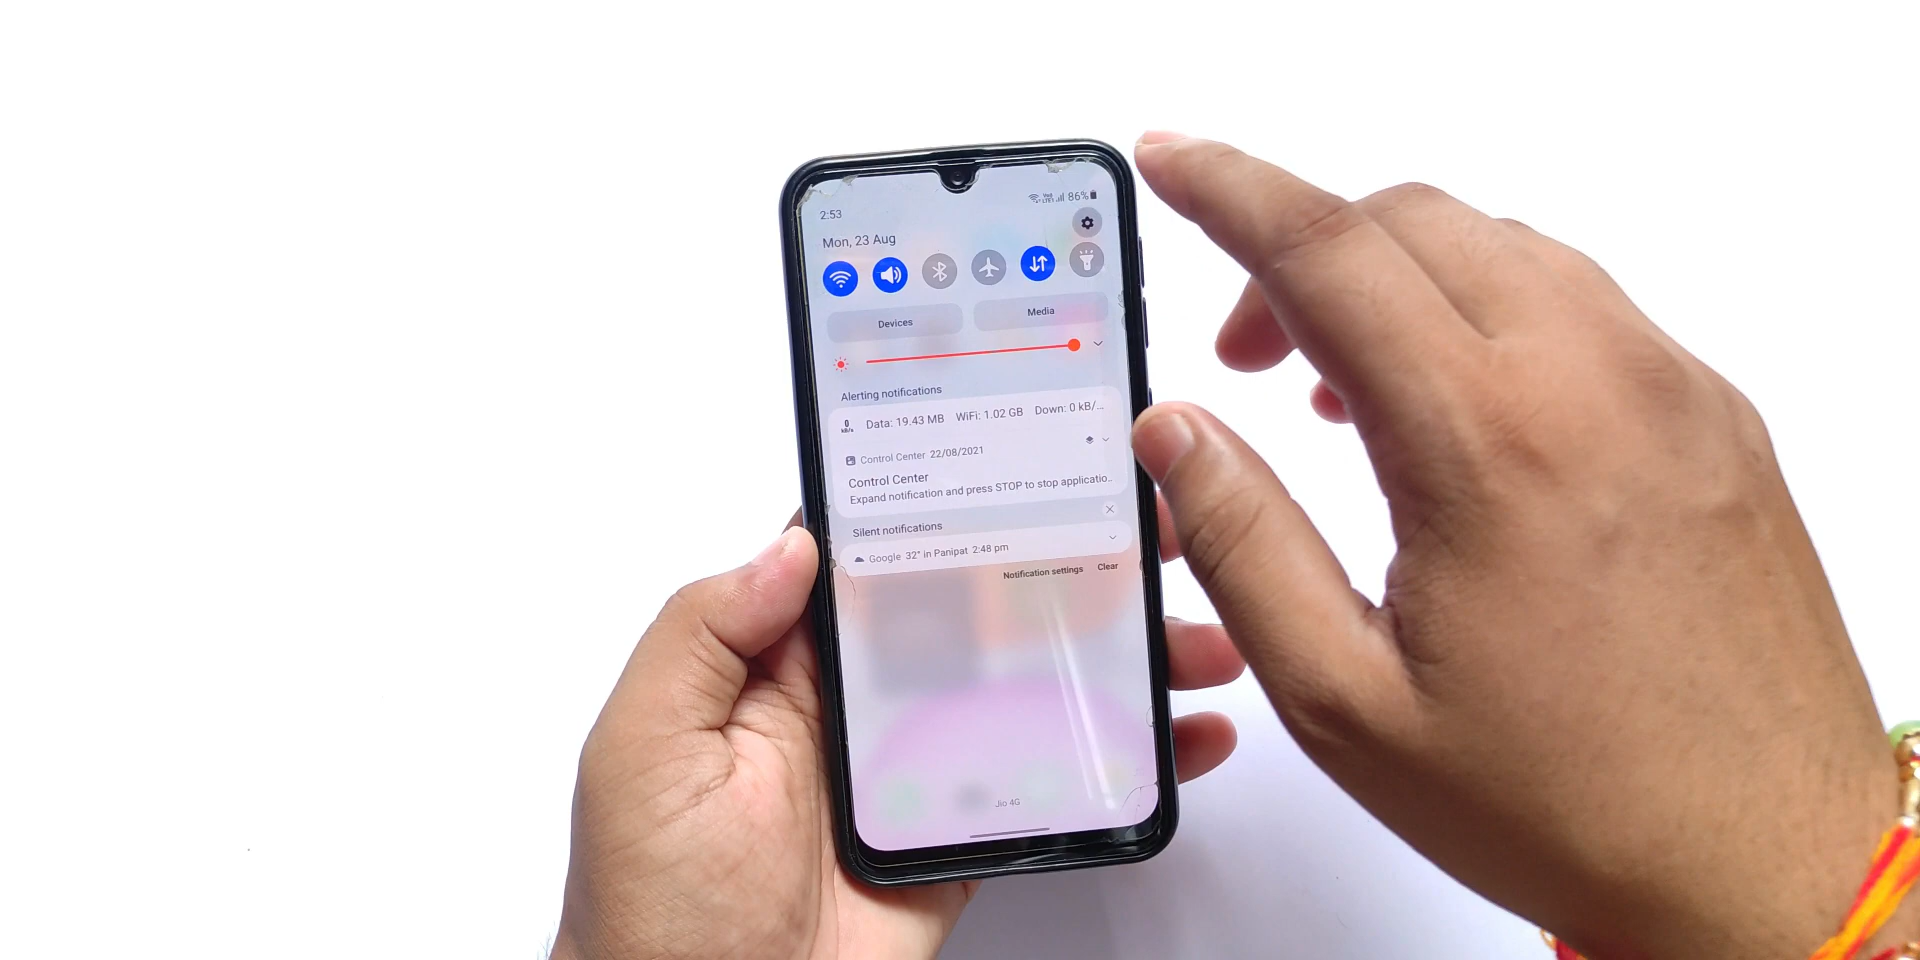 2:53
86%
Mon, 23 Aug
Devices
Media
Alerting notifications
0 kB/s Data: 19.43 MB WiFi: 1.02 GB Down: 0 kB/...
Control Center 22/08/2021
Control Center
Expand notification and press STOP to stop applicatio..
Silent notifications
Google 32° in Panipat 2:48 pm
Notification settings Clear
Jio 4G